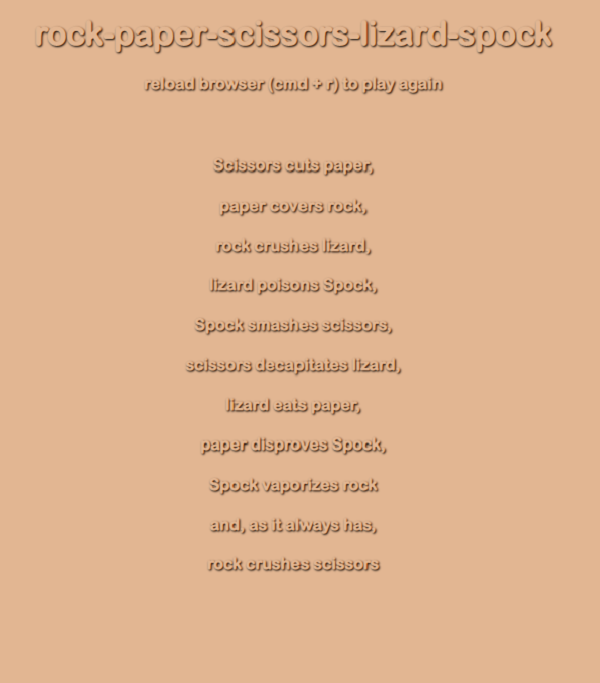 rock-paper-scissors-lizard-spock
reload browser (cmd + r) to play again
Scissors cuts paper,
paper covers rock,
rock crushes lizard,
lizard poisons Spock,
Spock smashes scissors,
scissors decapitates lizard,
lizard eats paper,
paper disproves Spock,
Spock vaporizes rock
and, as it always has,
rock crushes scissors